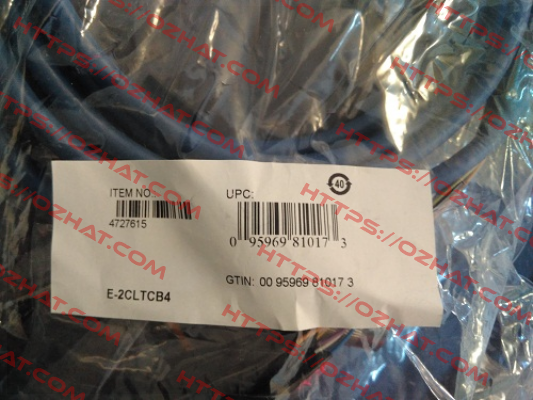 ITEM NO
4727615
UPC:
0 95969 81017 3
40
GTIN: 00 95969 81017 3
E-2CLTCB4
HTTPS://OZHAT.COM